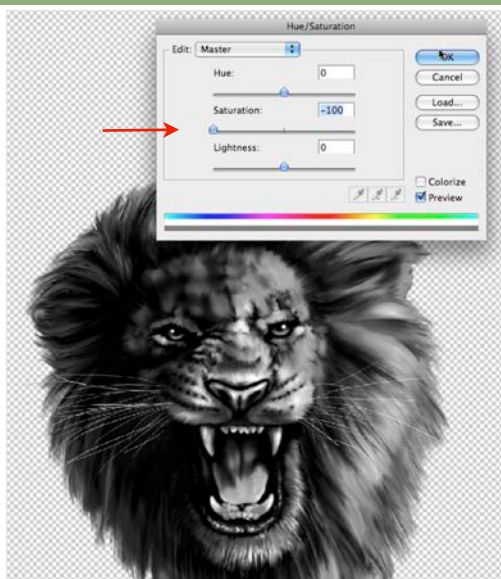 Hue/Saturation
Edit: Master
OK
Hue: 0
Cancel
Saturation: -100
Load...
Save...
Lightness: 0
Colorize
Preview